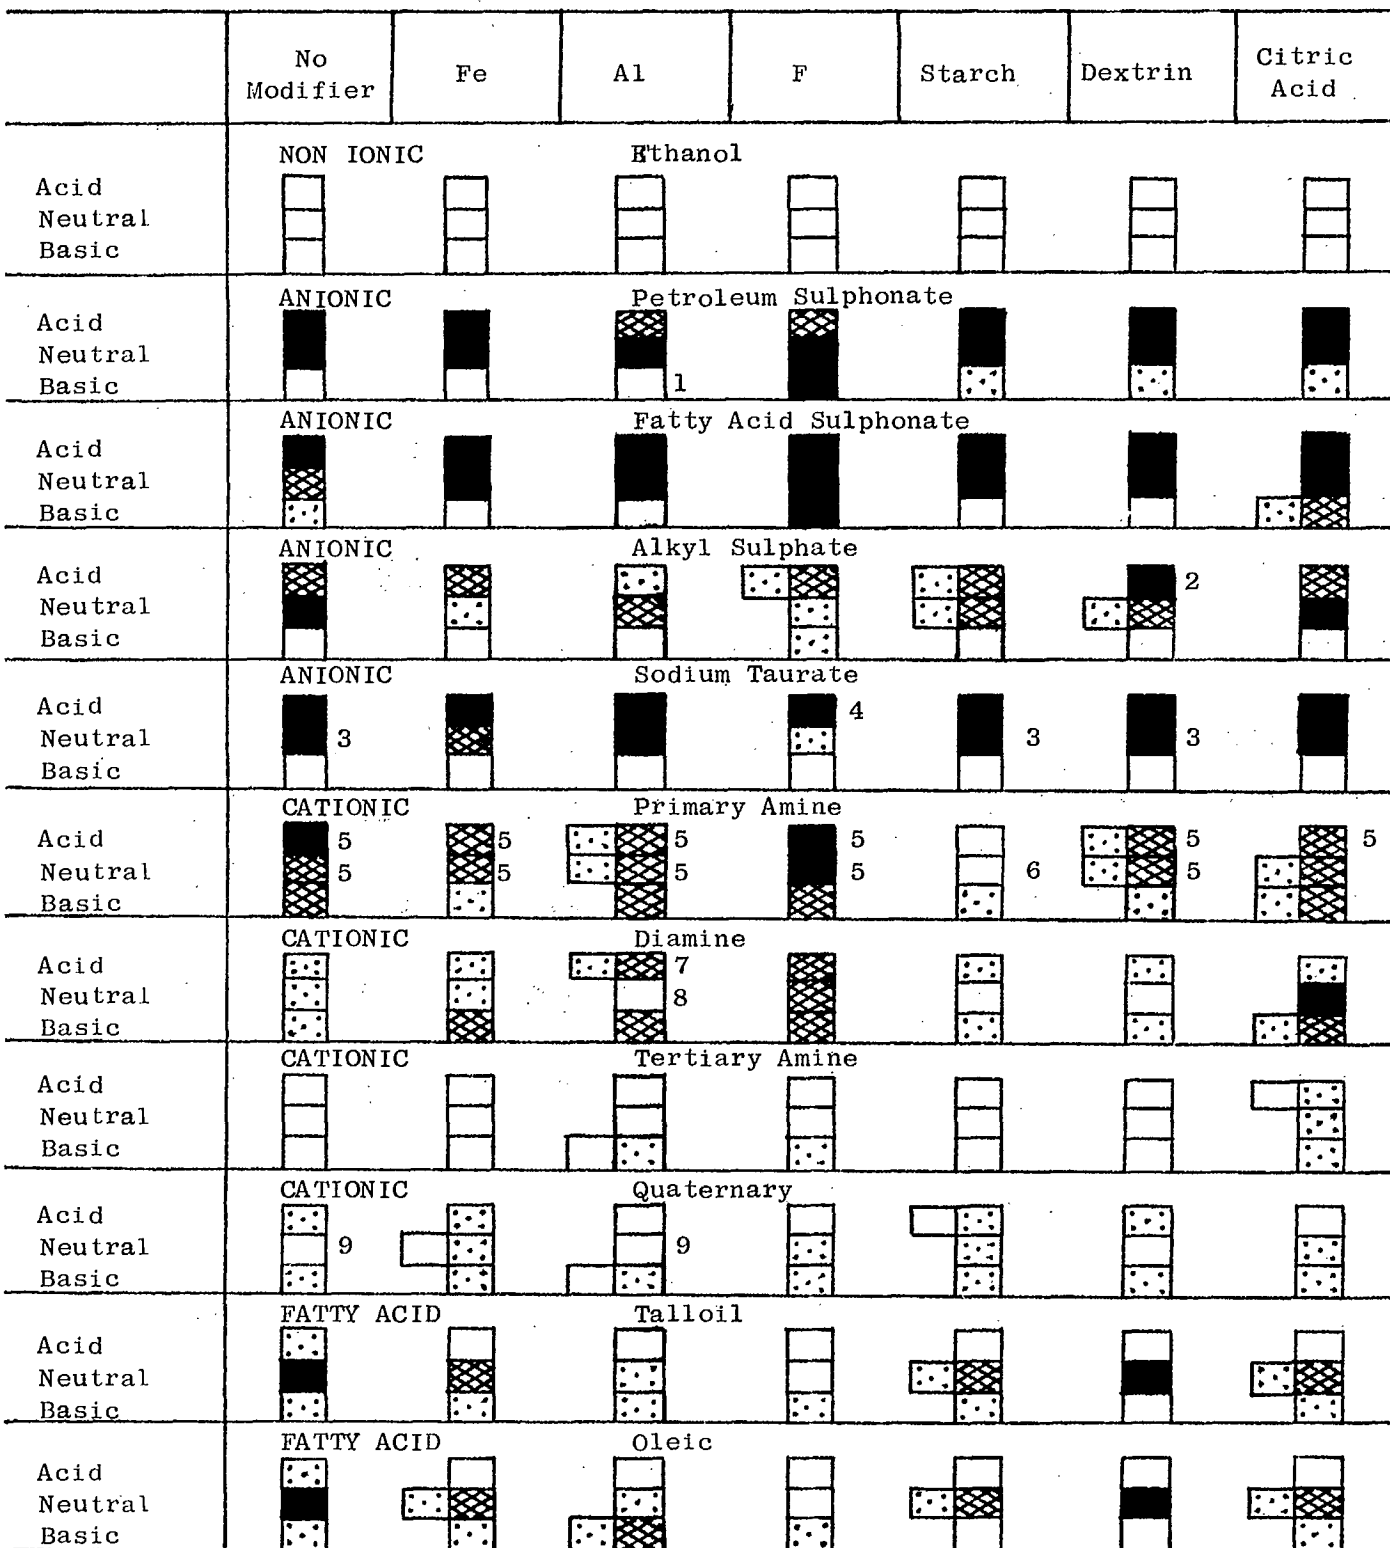 No Modifier Fe Al F Starch Dextrin Citric Acid
NON IONIC Ethanol
Acid
Neutral
Basic
ANIONIC Petroleum Sulphonate
Acid
Neutral
Basic 1
ANIONIC Fatty Acid Sulphonate
Acid
Neutral
Basic
ANIONIC Alkyl Sulphate
Acid 2
Neutral
Basic
ANIONIC Sodium Taurate
Acid 4
Neutral 3 3 3
Basic
CATIONIC Primary Amine
Acid 5 5 5 5 5 5
Neutral 5 5 5 5 6 5
Basic
CATIONIC Diamine
Acid 7
Neutral 8
Basic
CATIONIC Tertiary Amine
Acid
Neutral
Basic
CATIONIC Quaternary
Acid
Neutral 9 9
Basic
FATTY ACID Talloil
Acid
Neutral
Basic
FATTY ACID Oleic
Acid
Neutral
Basic